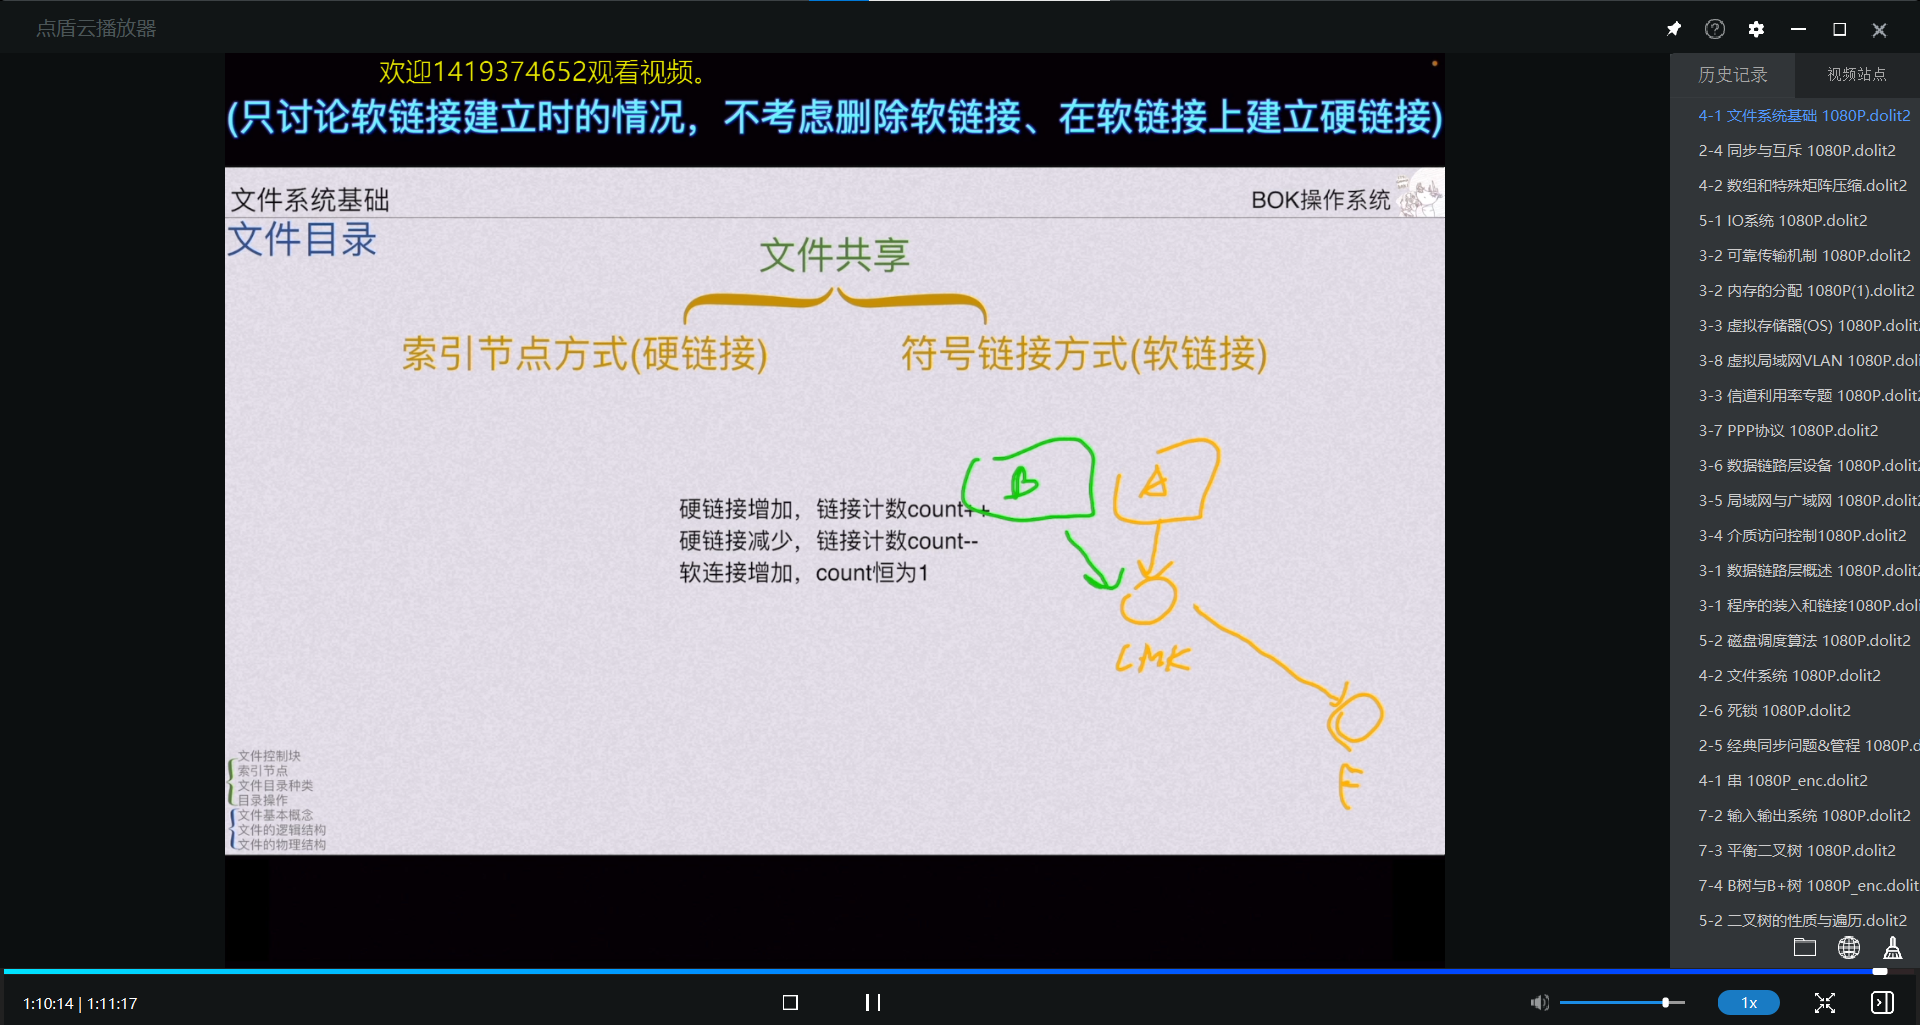 点盾云播放器
欢迎1419374652观看视频。
(只讨论软链接建立时的情况，不考虑删除软链接、在软链接上建立硬链接)
文件系统基础
BOK操作系统
文件目录
文件共享
索引节点方式(硬链接)
符号链接方式(软链接)
B
A
硬链接增加，链接计数count++
硬链接减少，链接计数count--
软连接增加，count恒为1
LMK
F
文件控制块
索引节点
文件目录种类
目录操作
文件基本概念
文件的逻辑结构
文件的物理结构
历史记录
视频站点
4-1 文件系统基础 1080P.dolit2
2-4 同步与互斥 1080P.dolit2
4-2 数组和特殊矩阵压缩.dolit2
5-1 IO系统 1080P.dolit2
3-2 可靠传输机制 1080P.dolit2
3-2 内存的分配 1080P(1).dolit2
3-3 虚拟存储器(OS) 1080P.dolit2
3-8 虚拟局域网VLAN 1080P.doli
3-3 信道利用率专题 1080P.dolit2
3-7 PPP协议 1080P.dolit2
3-6 数据链路层设备 1080P.dolit2
3-5 局域网与广域网 1080P.dolit2
3-4 介质访问控制1080P.dolit2
3-1 数据链路层概述 1080P.dolit2
3-1 程序的装入和链接1080P.doli
5-2 磁盘调度算法 1080P.dolit2
4-2 文件系统 1080P.dolit2
2-6 死锁 1080P.dolit2
2-5 经典同步问题&管程 1080P.d
4-1 串 1080P_enc.dolit2
7-2 输入输出系统 1080P.dolit2
7-3 平衡二叉树 1080P.dolit2
7-4 B树与B+树 1080P_enc.dolit
5-2 二叉树的性质与遍历.dolit2
1:10:14 | 1:11:17
1x